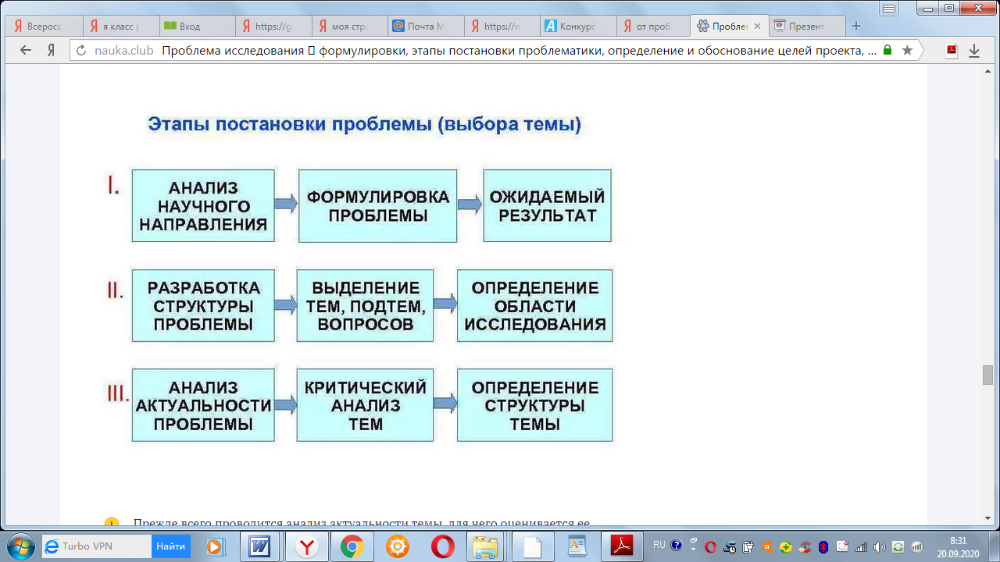 Всеросс
я класс р
Вход
https://g
моя стра
Почта M
https://n
Конкурс
от проб
Проблем
Презент
nauka.club Проблема исследования 🎯 формулировки, этапы постановки проблематики, определение и обоснование целей проекта, ...
Этапы постановки проблемы (выбора темы)
I.
АНАЛИЗ
НАУЧНОГО
НАПРАВЛЕНИЯ
ФОРМУЛИРОВКА
ПРОБЛЕМЫ
ОЖИДАЕМЫЙ
РЕЗУЛЬТАТ
II.
РАЗРАБОТКА
СТРУКТУРЫ
ПРОБЛЕМЫ
ВЫДЕЛЕНИЕ
ТЕМ, ПОДТЕМ,
ВОПРОСОВ
ОПРЕДЕЛЕНИЕ
ОБЛАСТИ
ИССЛЕДОВАНИЯ
III.
АНАЛИЗ
АКТУАЛЬНОСТИ
ПРОБЛЕМЫ
КРИТИЧЕСКИЙ
АНАЛИЗ
ТЕМ
ОПРЕДЕЛЕНИЕ
СТРУКТУРЫ
ТЕМЫ
Прежде всего проводится анализ актуальности темы, для чего оценивается ее
Turbo VPN
Найти
RU
8:31
20.09.2020